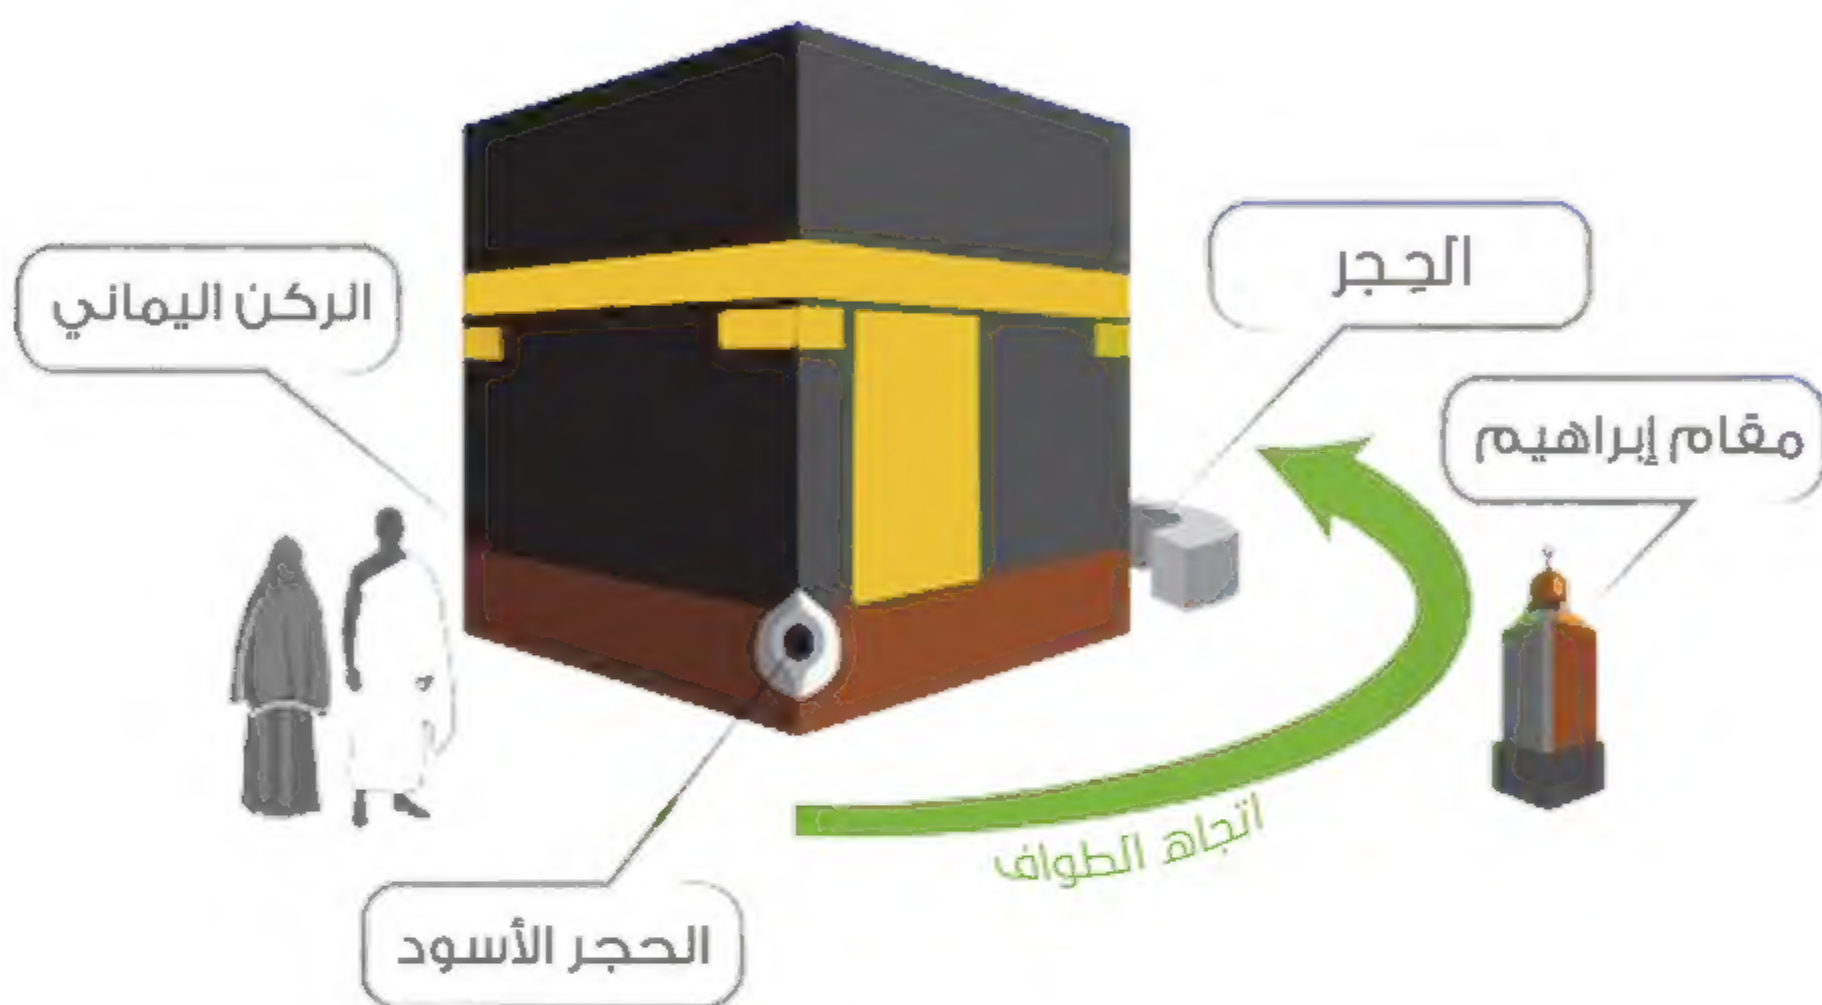 الحِجر
الركن اليماني
مقام إبراهيم
اتجاه الطواف
الحجر الأسود